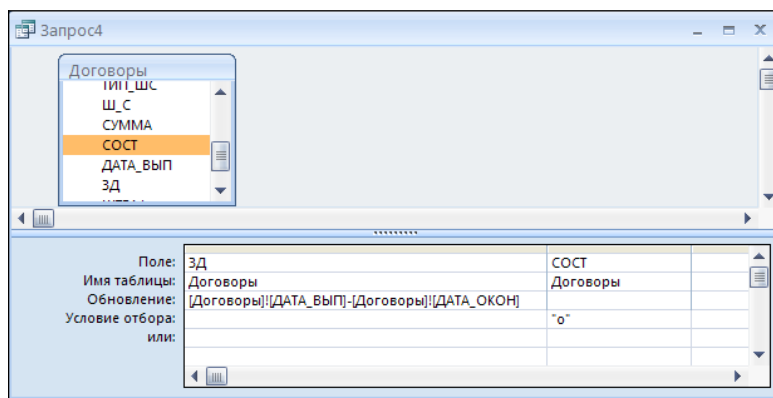 Запрос4
Договоры
ТИП_ШС
Ш_С
СУММА
СОСТ
ДАТА_ВЫП
ЗД
Поле: ЗД СОСТ
Имя таблицы: Договоры Договоры
Обновление: [Договоры]![ДАТА_ВЫП]-[Договоры]![ДАТА_ОКОН]
Условие отбора: "о"
или: